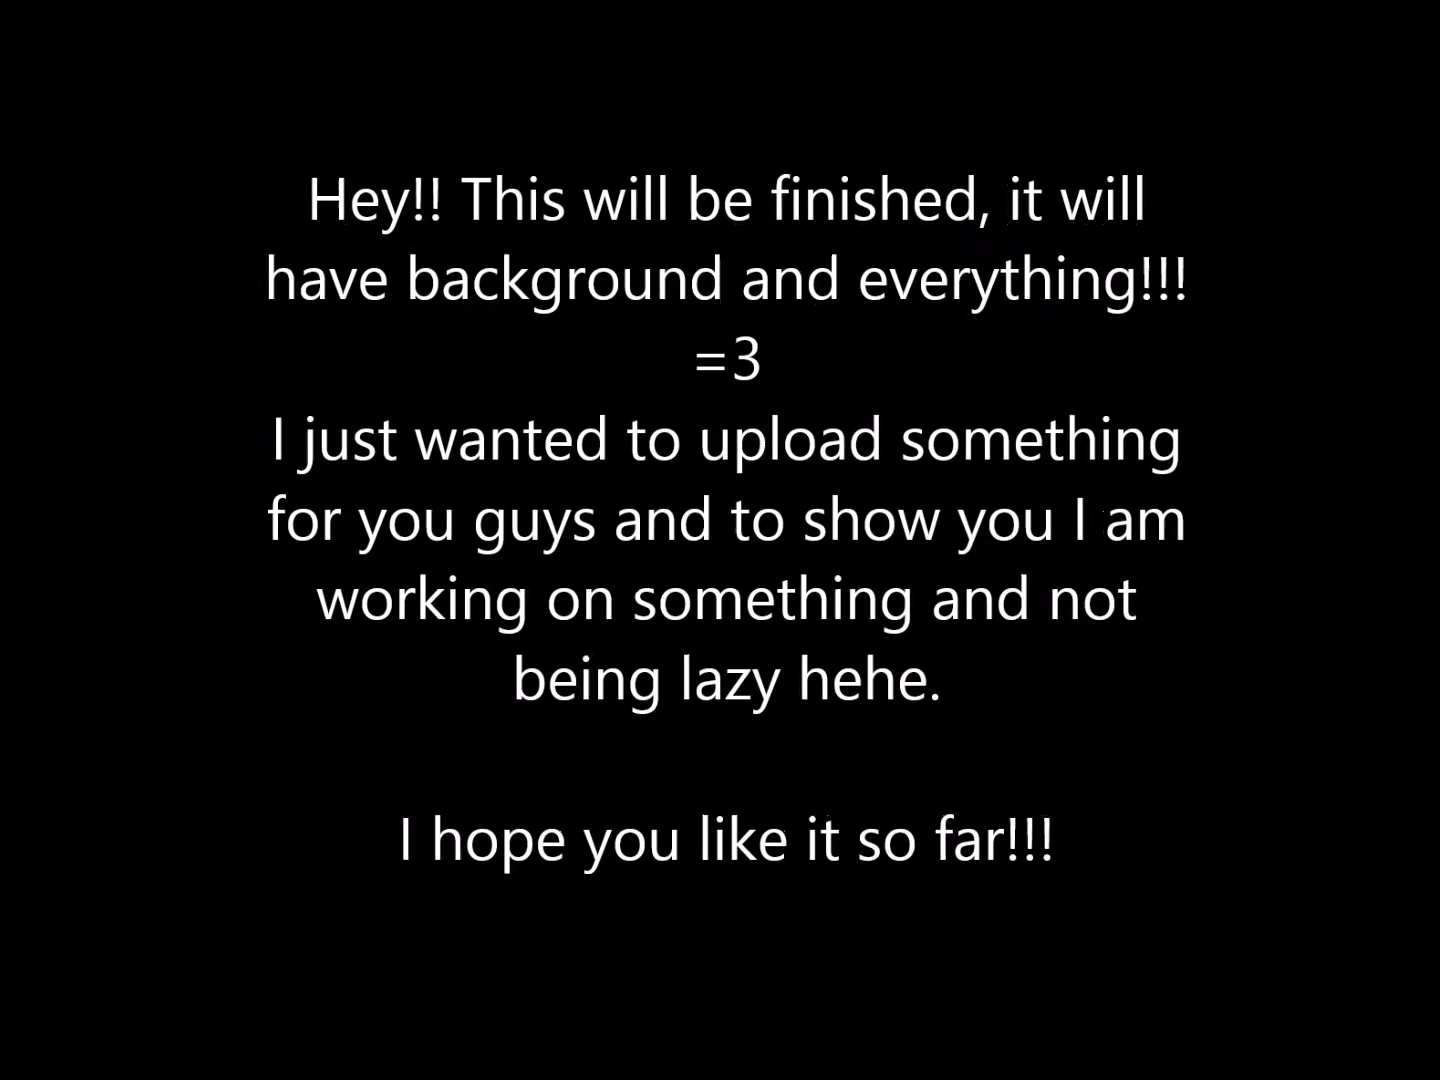 Hey!! This will be finished, it will
have background and everything!!!
=3
I just wanted to upload something
for you guys and to show you I am
working on something and not
being lazy hehe.
I hope you like it so far!!!